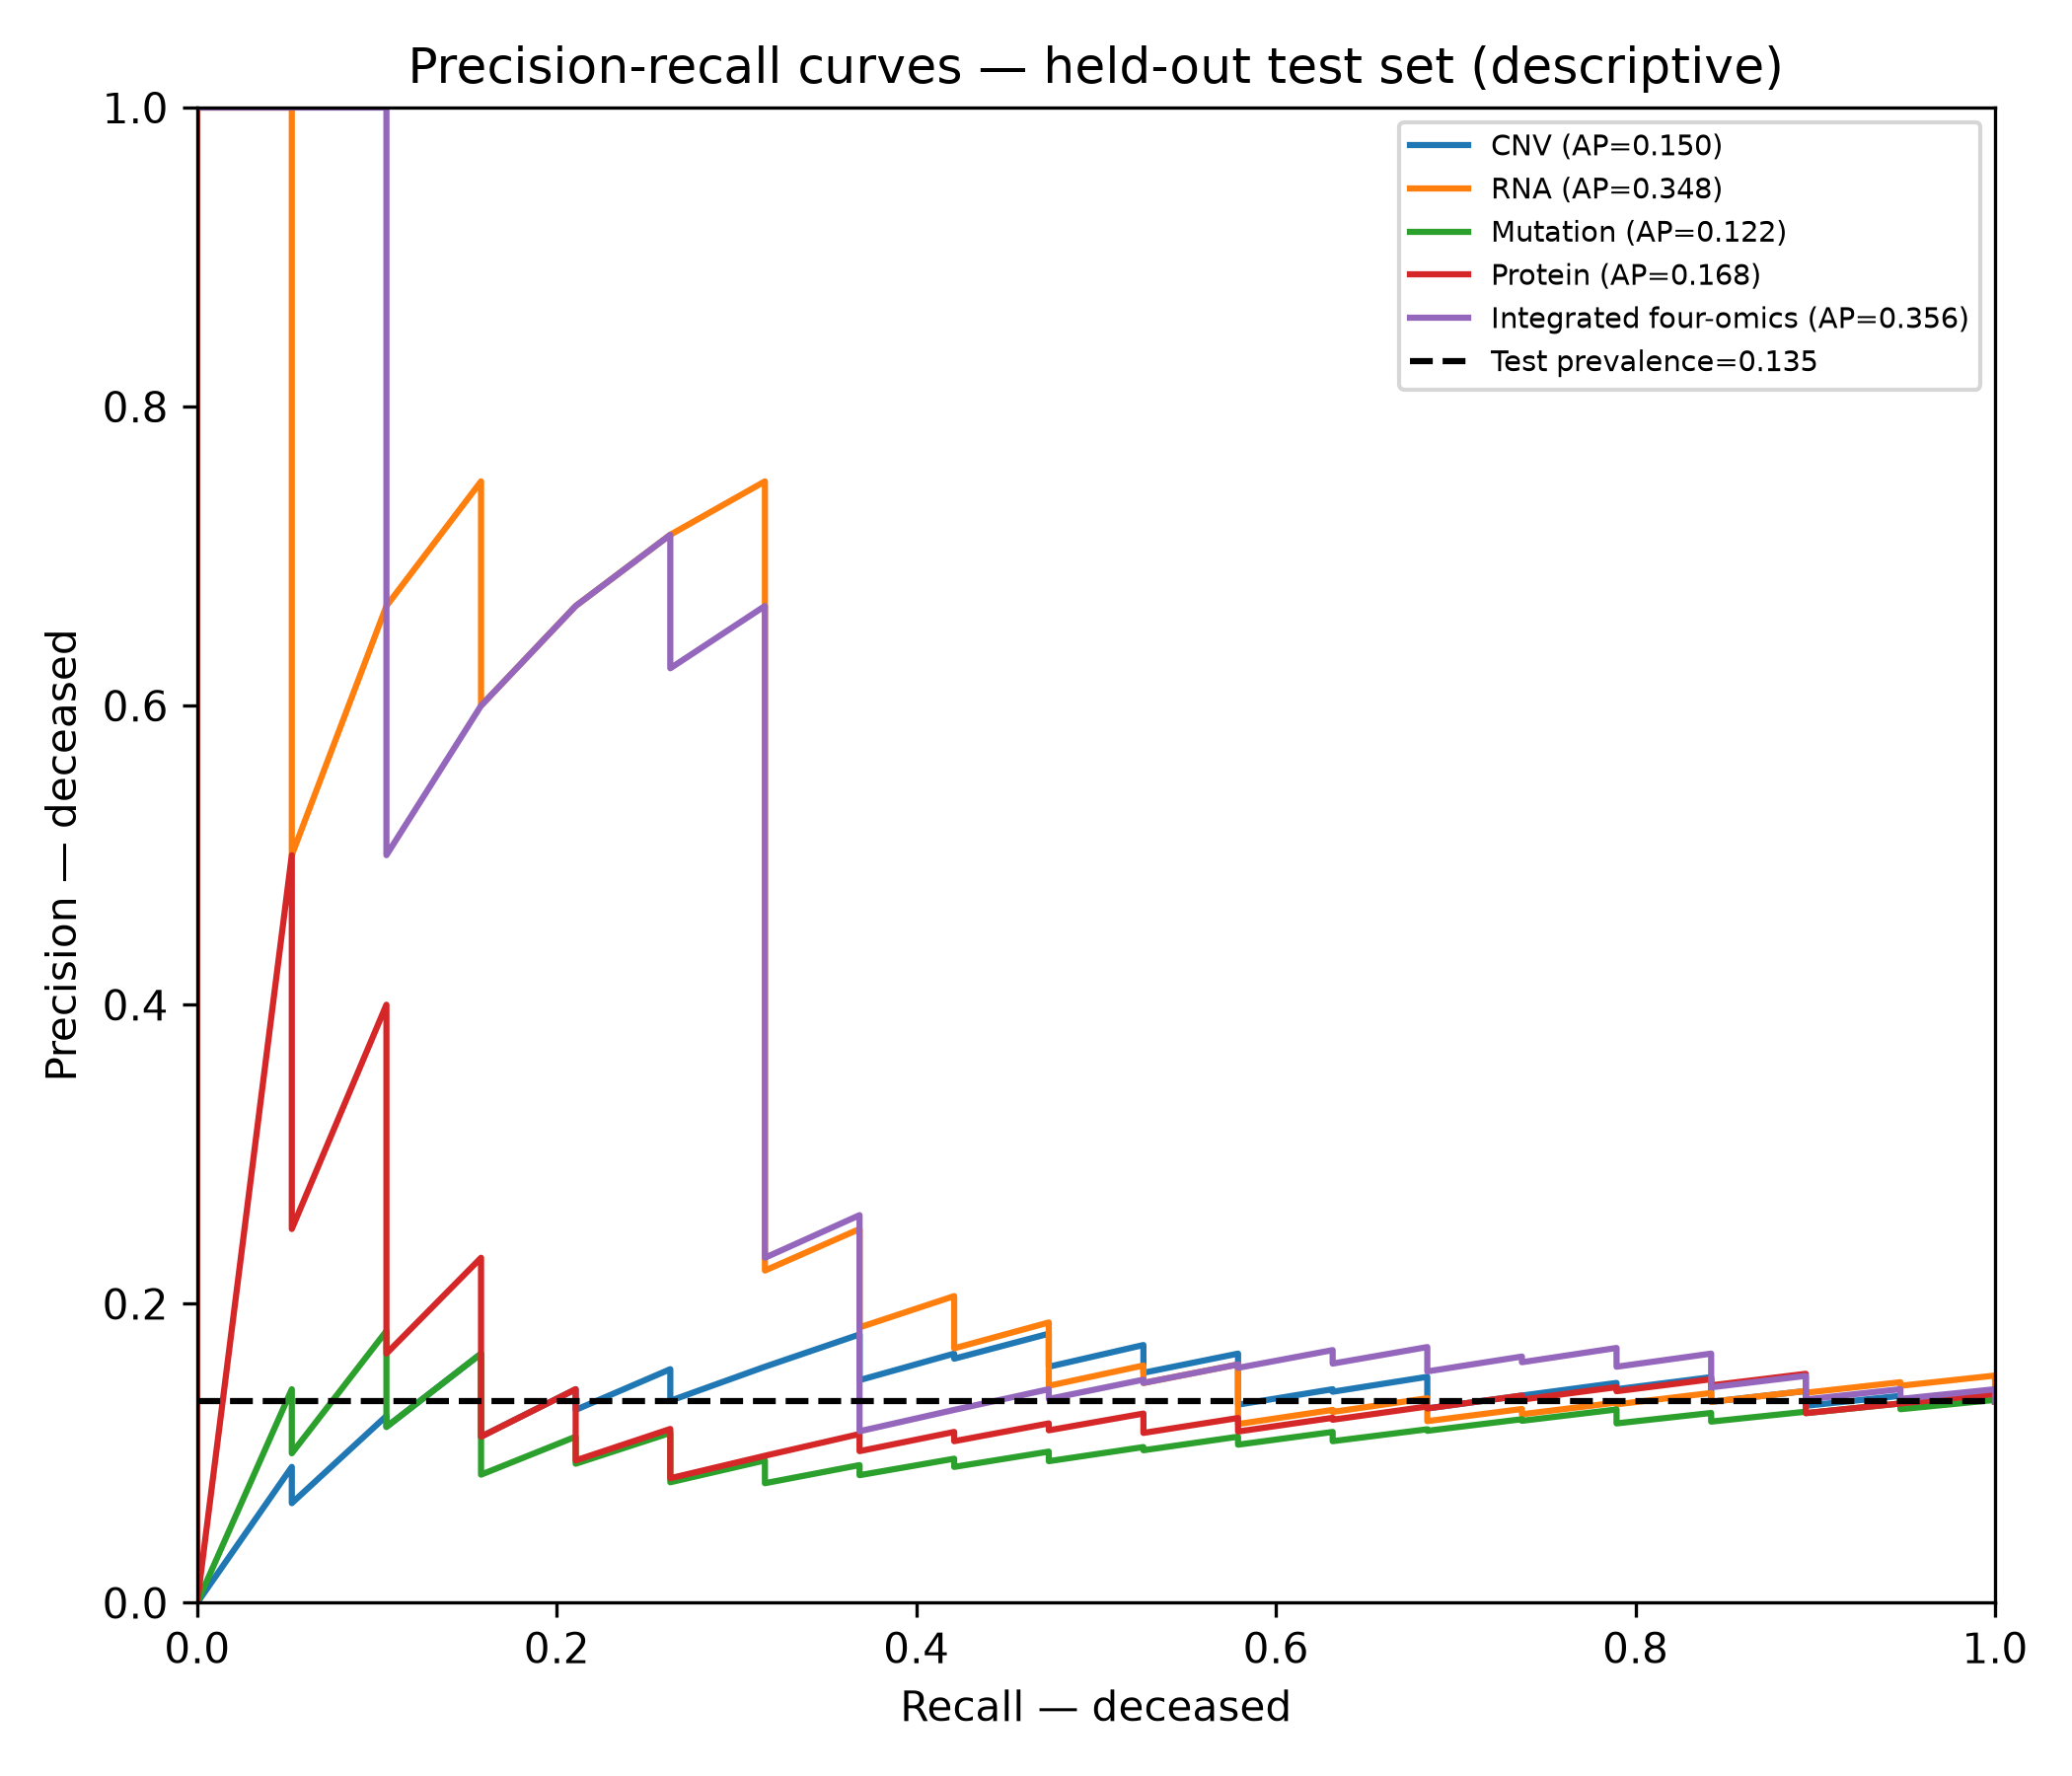 Precision-recall curves — held-out test set (descriptive)
1.0
0.8
0.6
0.4
0.2
0.0
Precision — deceased
CNV (AP=0.150)
RNA (AP=0.348)
Mutation (AP=0.122)
Protein (AP=0.168)
Integrated four-omics (AP=0.356)
Test prevalence=0.135
0.0 0.2 0.4 0.6 0.8 1.0
Recall — deceased